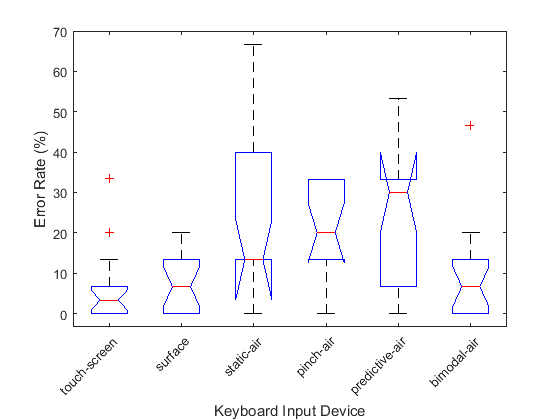 Error Rate (%)
70
60
50
40
30
20
10
0
touch-screen
surface
static-air
pinch-air
predictive-air
bimodal-air
Keyboard Input Device